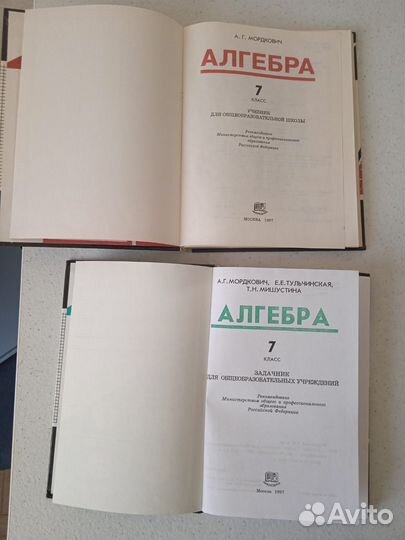 А. Г. МОРДКОВИЧ
АЛГЕБРА
7
КЛАСС
УЧЕБНИК
ДЛЯ ОБЩЕОБРАЗОВАТЕЛЬНОЙ ШКОЛЫ
Рекомендовано
Министерством общего и профессионального
образования
Российской Федерации
МОСКВА 1997
А.Г. МОРДКОВИЧ, Е.Е. ТУЛЬЧИНСКАЯ,
Т.Н. МИШУСТИНА
АЛГЕБРА
7
КЛАСС
ЗАДАЧНИК
ДЛЯ ОБЩЕОБРАЗОВАТЕЛЬНЫХ УЧРЕЖДЕНИЙ
Рекомендовано
Министерством общего и профессионального
образования
Российской Федерации
Москва 1997
Avito